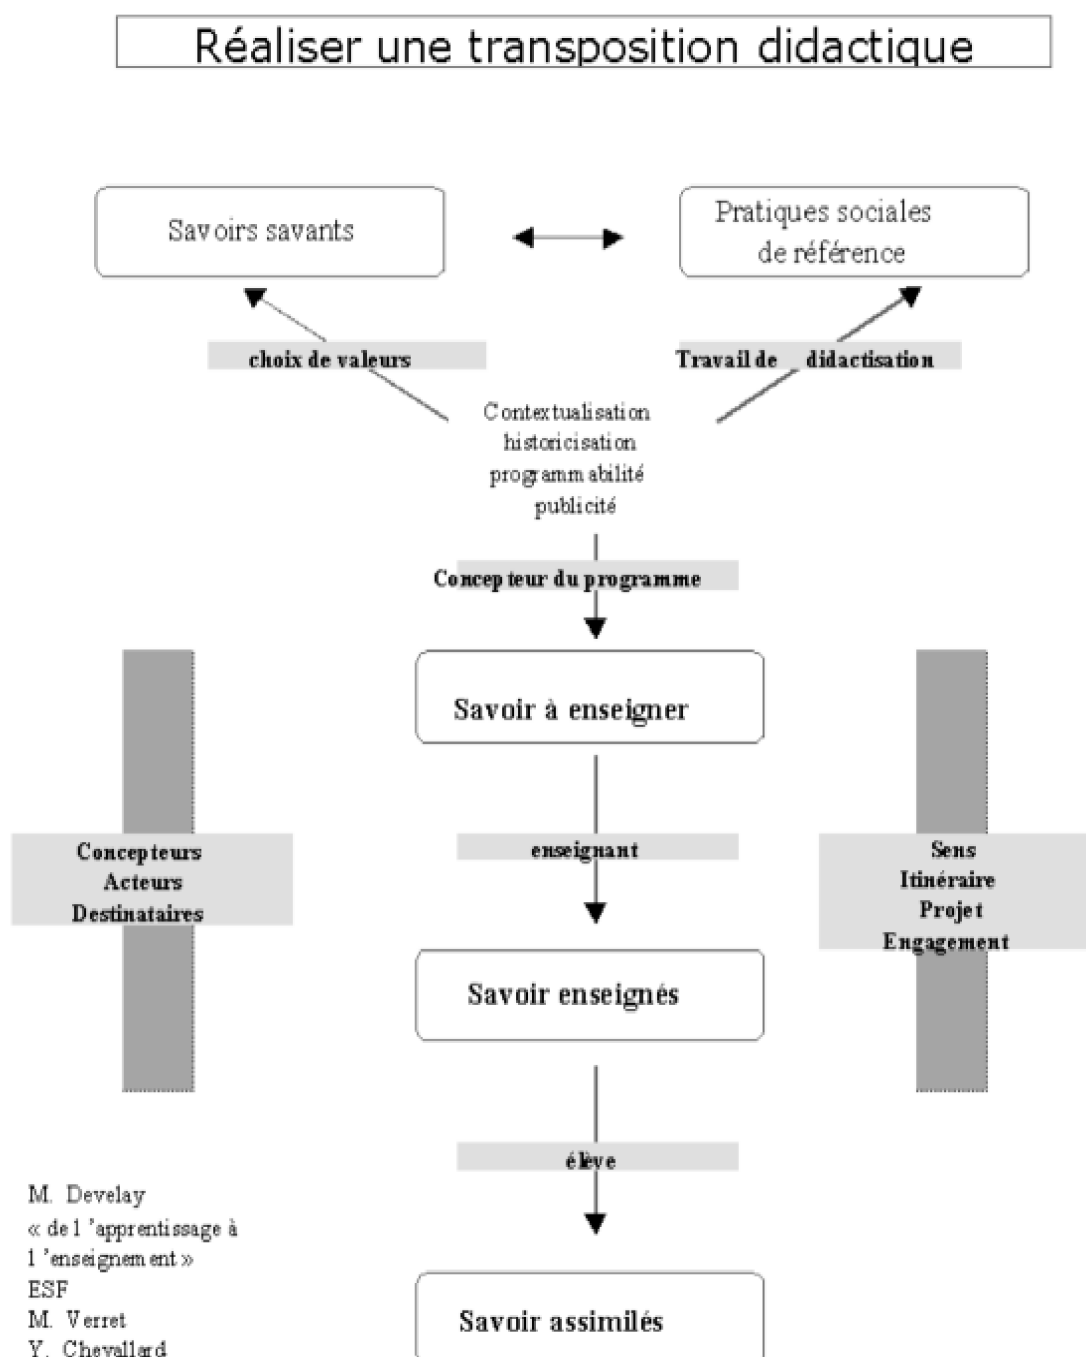 Réaliser une transposition didactique
Savoirs savants
Pratiques sociales
de référence
choix de valeurs
Travail de didactisation
Contextualisation
historicisation
programmabilité
publicité
Concepteur du programme
Savoir à enseigner
enseignant
Concepteurs
Acteurs
Destinataires
Sens
Itinéraire
Projet
Engagement
Savoir enseignés
élève
M. Develay
« de l 'apprentissage à
l 'enseignement »
ESF
M. Verret
Y. Chevallard
Savoir assimilés